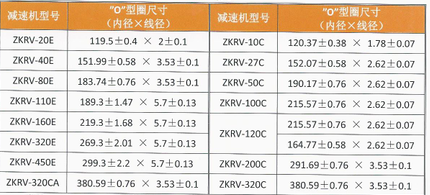 减速机型号 "O"型圈尺寸 (内径×线径) 减速机型号 "O"型圈尺寸 (内径×线径)
ZKRV-20E 119.5±0.4 × 2±0.1 ZKRV-10C 120.37±0.38 × 1.78±0.07
ZKRV-40E 151.99±0.58 × 3.53±0.1 ZKRV-27C 152.07±0.58 × 2.62±0.07
ZKRV-80E 183.74±0.76 × 3.53±0.1 ZKRV-50C 190.17±0.76 × 2.62±0.07
ZKRV-110E 189.3±1.47 × 5.7±0.13 ZKRV-100C 215.57±0.76 × 2.62±0.07
ZKRV-160E 219.3±1.68 × 5.7±0.13 ZKRV-120C 215.57±0.76 × 2.62±0.07
ZKRV-320E 269.3±2.01 × 5.7±0.13 164.77±0.58 × 2.62±0.07
ZKRV-450E 299.3±2.2 × 5.7±0.13 ZKRV-200C 291.69±0.76 × 3.53±0.1
ZKRV-320CA 380.59±0.76 × 3.53±0.1 ZKRV-320C 380.59±0.76 × 3.53±0.1